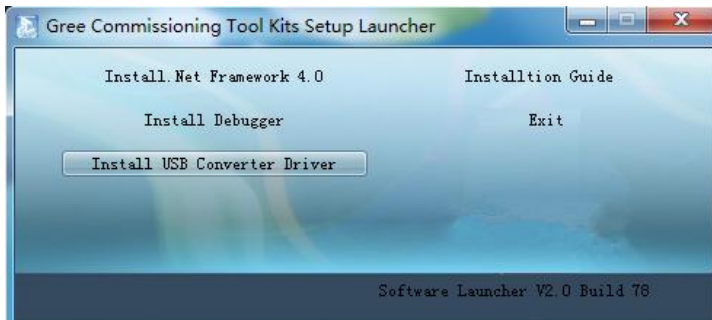 Gree Commissioning Tool Kits Setup Launcher
Install.Net Framework 4.0
Installtion Guide
Install Debugger
Exit
Install USB Converter Driver
Software Launcher V2.0 Build 78